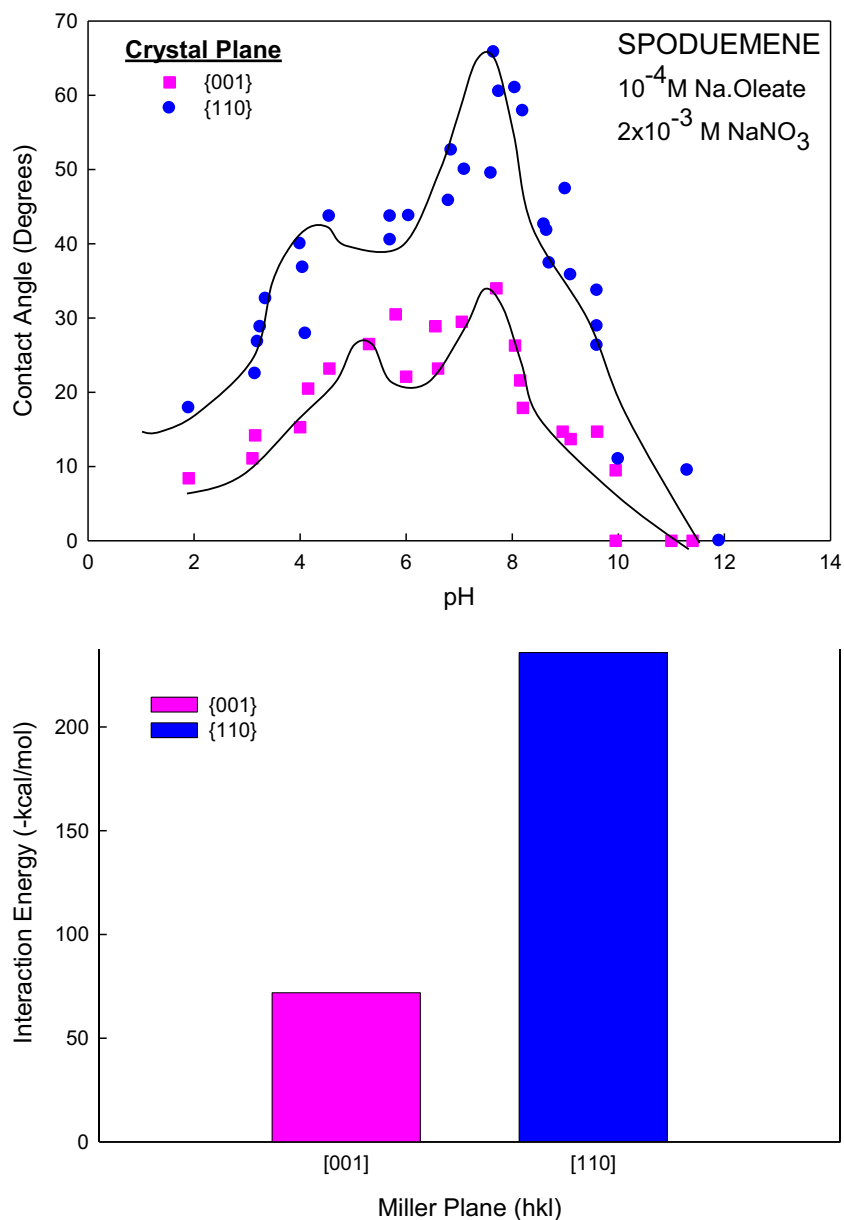 70
60
50
40
30
20
10
0
Contact Angle (Degrees)
Crystal Plane
{001}
{110}
SPODUEMENE
10⁻⁴M Na.Oleate
2x10⁻³ M NaNO₃
0 2 4 6 8 10 12 14
pH
200
150
100
50
0
Interaction Energy (-kcal/mol)
{001}
{110}
[001] [110]
Miller Plane (hkl)